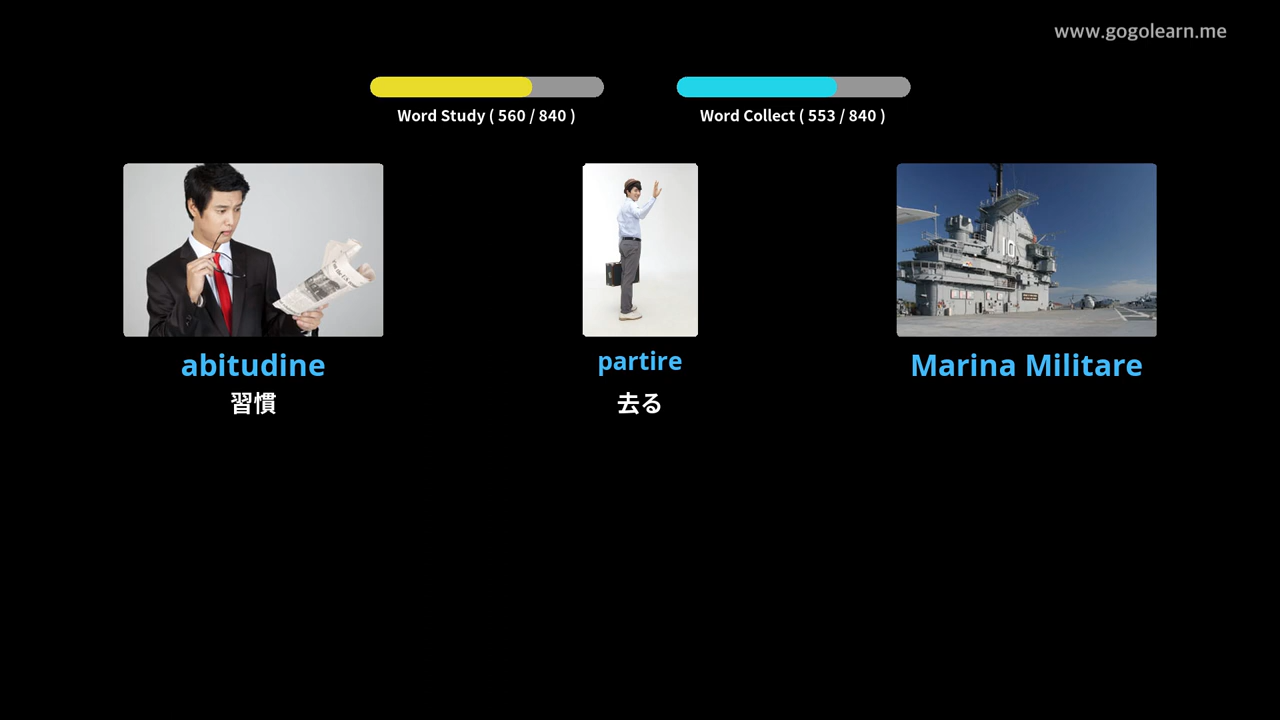 www.gogolearn.me
Word Study ( 560 / 840 )
Word Collect ( 553 / 840 )
abitudine
partire
Marina Militare
習慣
去る
16